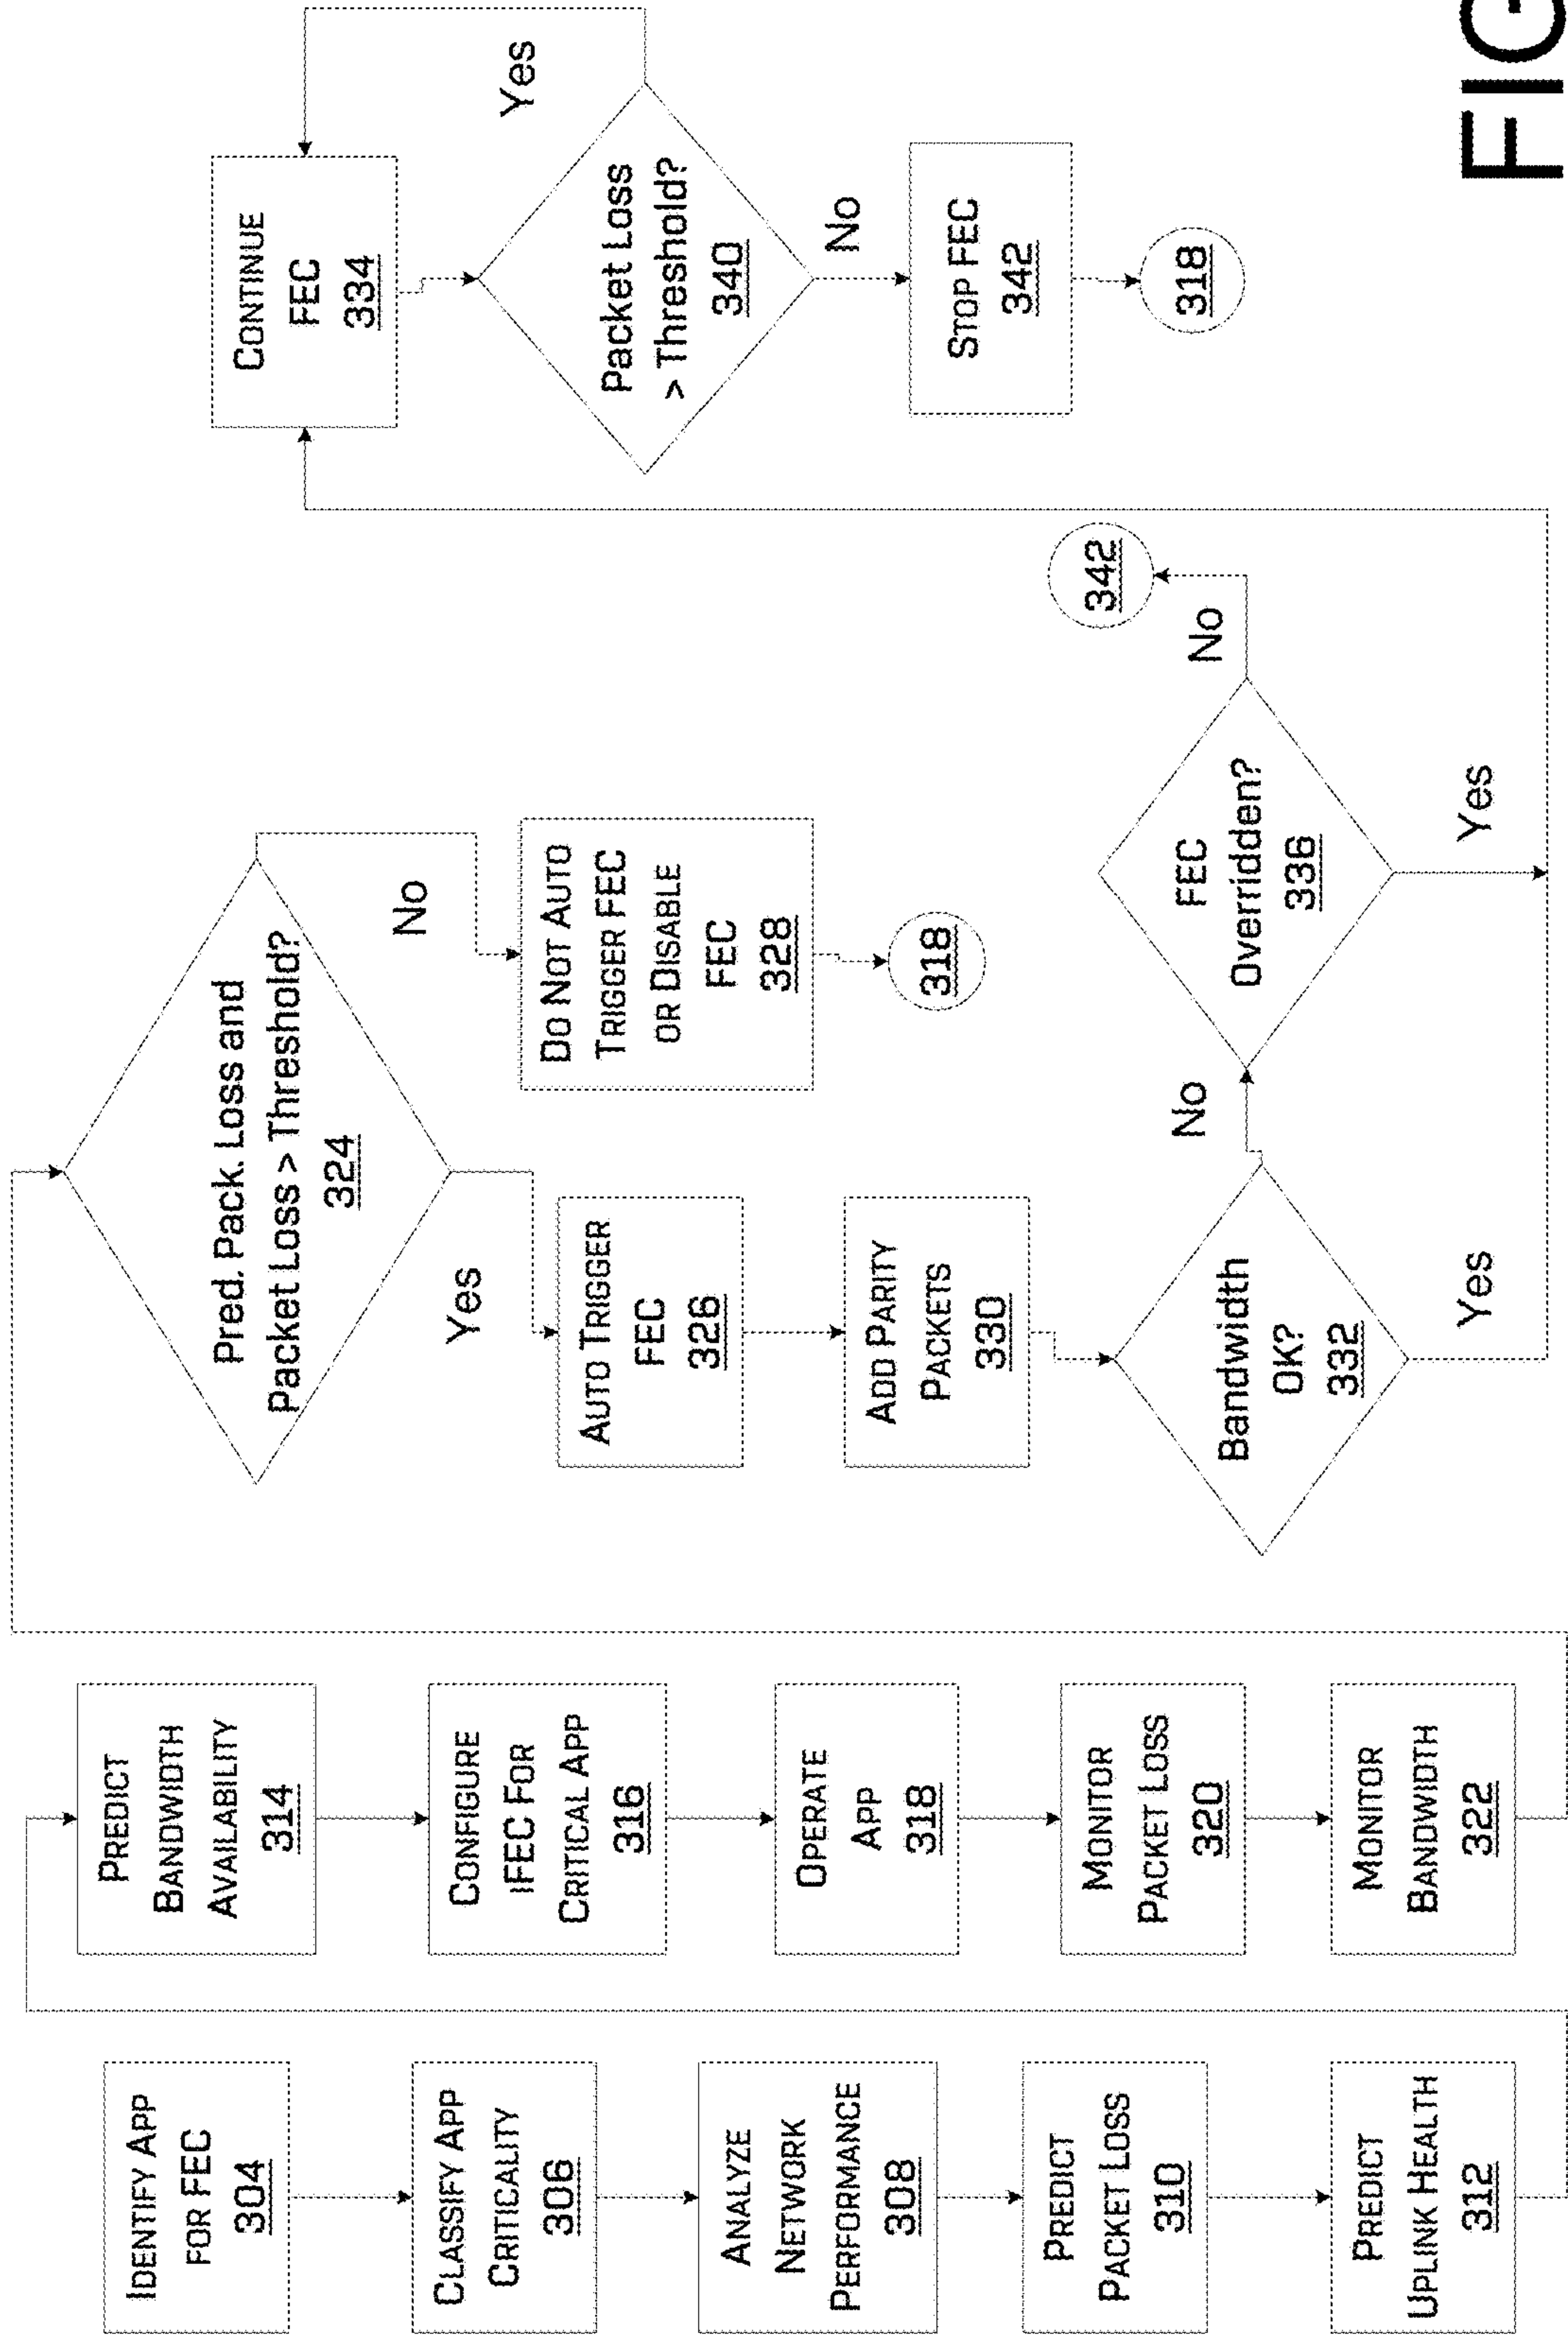 IDENTIFY APP
FOR FEC
304
CLASSIFY APP
CRITICALITY
306
ANALYZE
NETWORK
PERFORMANCE
308
PREDICT
PACKET LOSS
310
PREDICT
UPLINK HEALTH
312
PREDICT
BANDWIDTH
AVAILABILITY
314
CONFIGURE
IFEC FOR
CRITICAL APP
316
OPERATE
APP
318
MONITOR
PACKET LOSS
320
MONITOR
BANDWIDTH
322
Pred. Pack. Loss and
Packet Loss > Threshold?
324
Yes
No
AUTO TRIGGER
FEC
326
DO NOT AUTO
TRIGGER FEC
OR DISABLE
FEC
328
318
ADD PARITY
PACKETS
330
Bandwidth
OK?
332
No
Yes
FEC
Overridden?
336
No
Yes
342
CONTINUE
FEC
334
Packet Loss
> Threshold?
340
Yes
No
STOP FEC
342
318
FIG